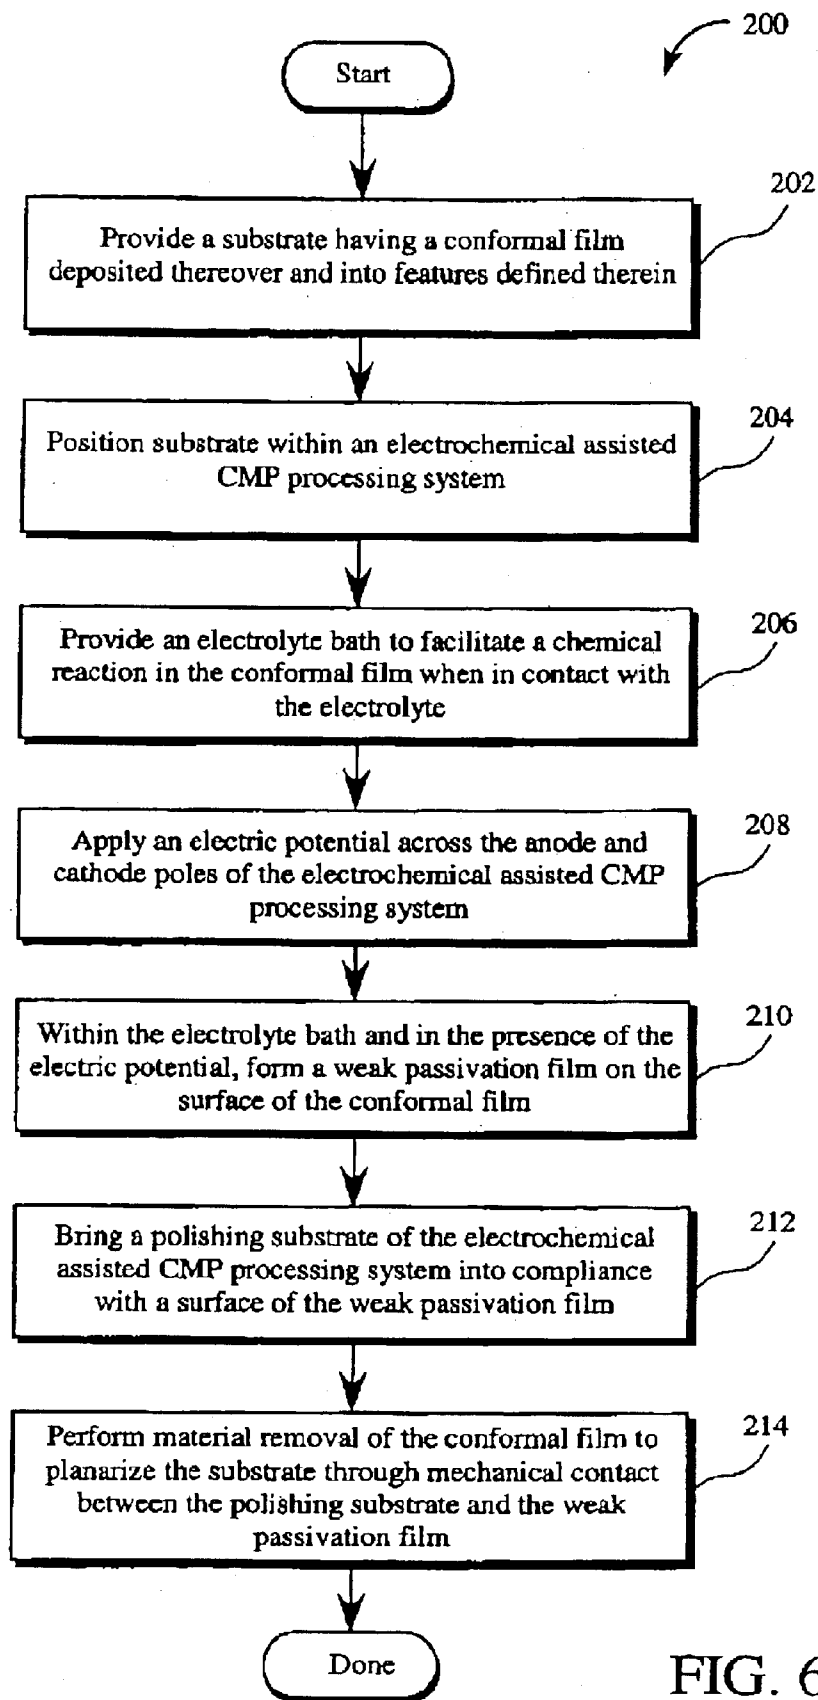 200
Start
202
Provide a substrate having a conformal film
deposited thereover and into features defined therein
204
Position substrate within an electrochemical assisted
CMP processing system
206
Provide an electrolyte bath to facilitate a chemical
reaction in the conformal film when in contact with
the electrolyte
208
Apply an electric potential across the anode and
cathode poles of the electrochemical assisted CMP
processing system
210
Within the electrolyte bath and in the presence of the
electric potential, form a weak passivation film on the
surface of the conformal film
212
Bring a polishing substrate of the electrochemical
assisted CMP processing system into compliance
with a surface of the weak passivation film
214
Perform material removal of the conformal film to
planarize the substrate through mechanical contact
between the polishing substrate and the weak
passivation film
Done
FIG. 6